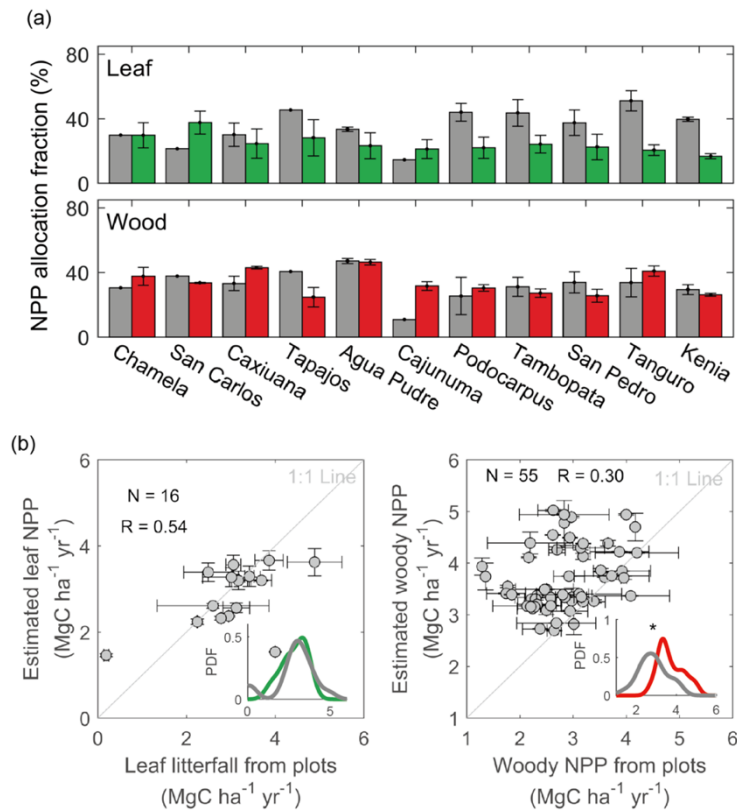 (a)
NPP allocation fraction (%)
80
40
0
Leaf
80
40
0
Wood
Chamela
San Carlos
Caxiuana
Tapajos
Agua Pudre
Cajunuma
Podocarpus
Tambopata
San Pedro
Tanguro
Kenia
(b)
Estimated leaf NPP
(MgC ha⁻¹ yr⁻¹)
6
4
2
0
N = 16
R = 0.54
1:1 Line
PDF
0.5
0
0
5
0
2
4
6
Leaf litterfall from plots
(MgC ha⁻¹ yr⁻¹)
Estimated woody NPP
(MgC ha⁻¹ yr⁻¹)
6
5
4
3
2
1
N = 55 R = 0.30
1:1 Line
PDF
1
0.5
0
*
2
4
6
1
2
3
4
5
6
Woody NPP from plots
(MgC ha⁻¹ yr⁻¹)